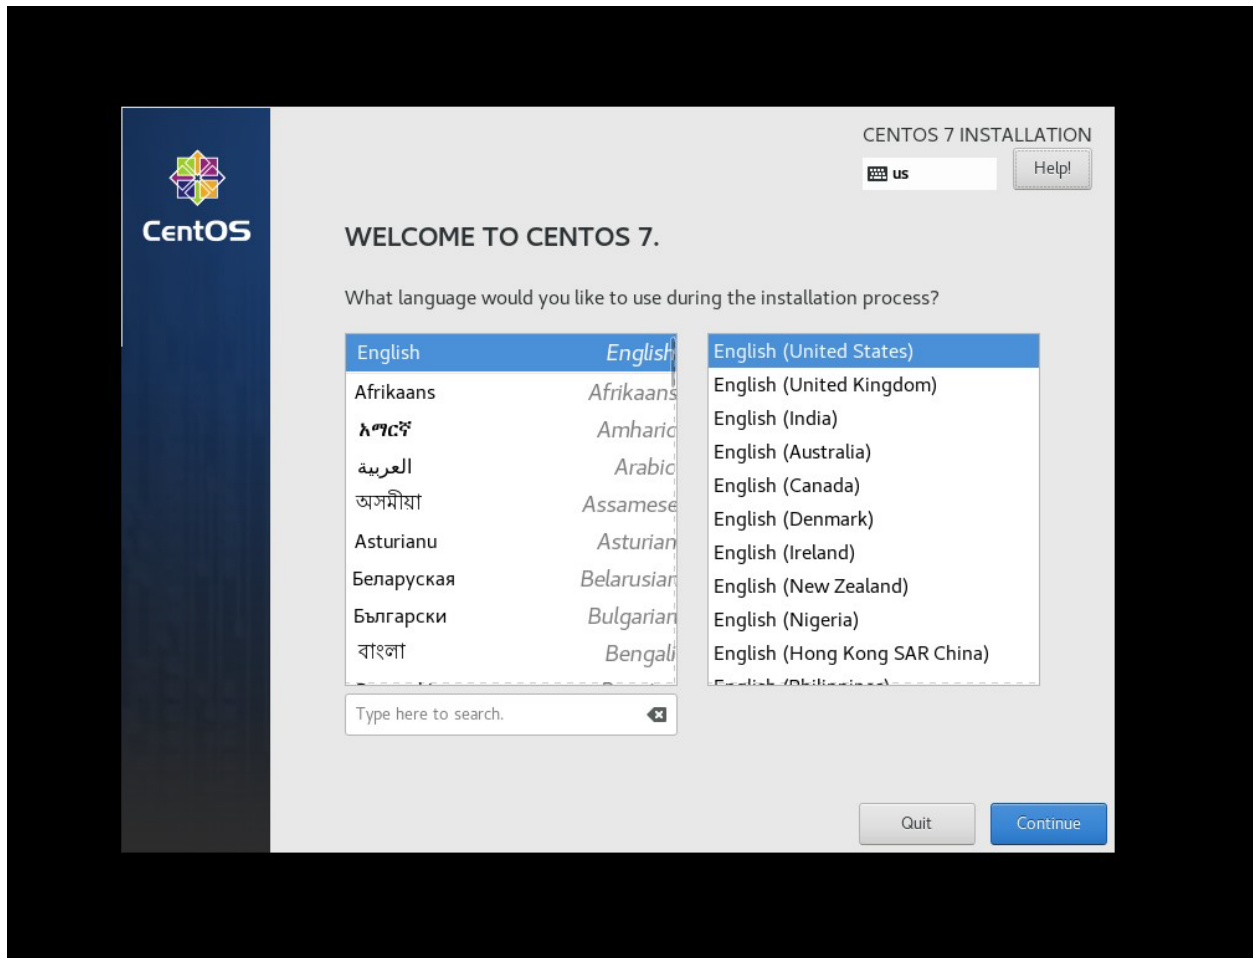 CENTOS 7 INSTALLATION
us Help!
CentOS
WELCOME TO CENTOS 7.
What language would you like to use during the installation process?
English English
Afrikaans Afrikaans
አማርኛ Amharic
العربية Arabic
অসমীয়া Assamese
Asturianu Asturian
Беларуская Belarusian
Български Bulgarian
বাংলা Bengali
English (United States)
English (United Kingdom)
English (India)
English (Australia)
English (Canada)
English (Denmark)
English (Ireland)
English (New Zealand)
English (Nigeria)
English (Hong Kong SAR China)
English (Philippines)
Type here to search.
Quit Continue